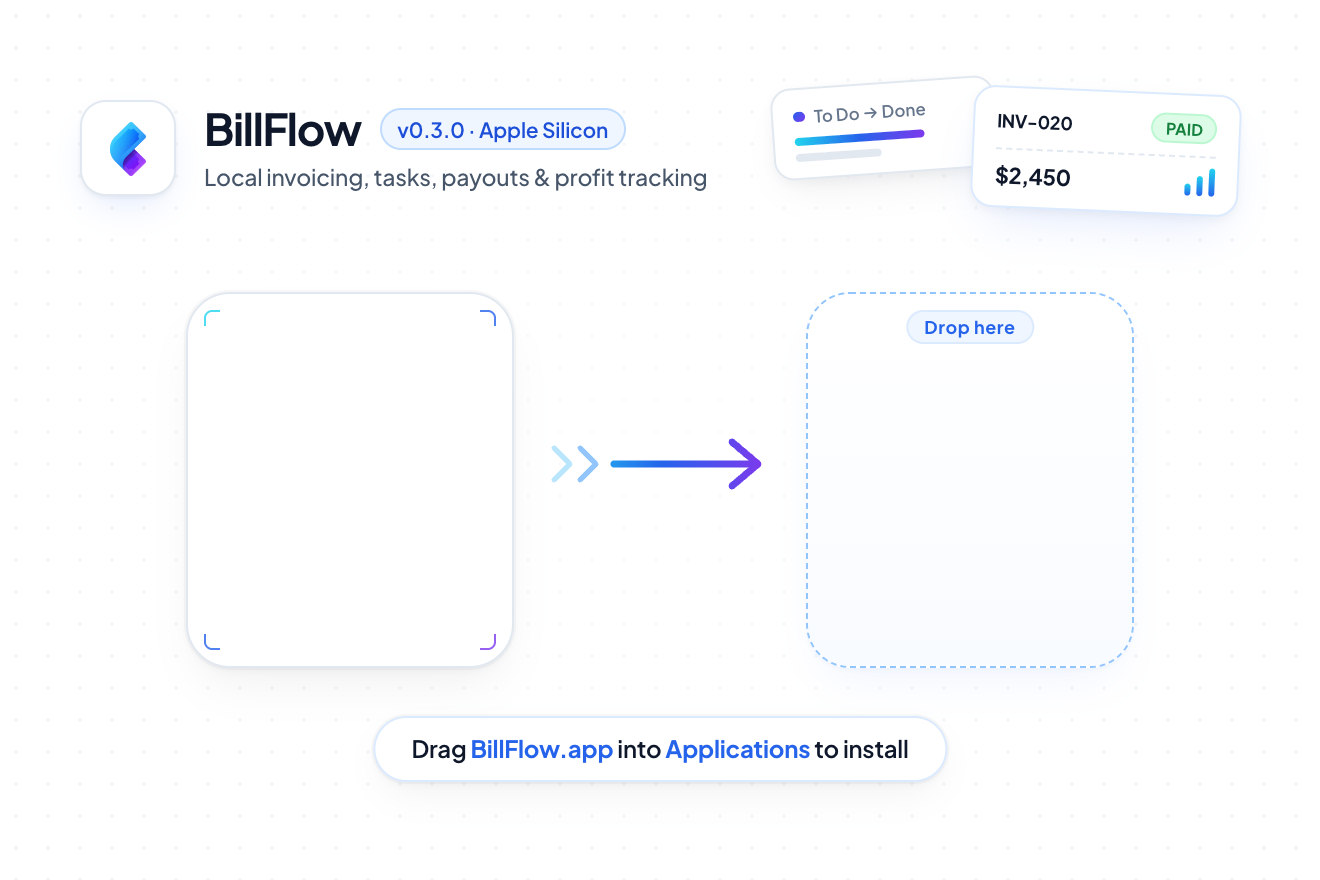 BillFlow
v0.3.0 · Apple Silicon
Local invoicing, tasks, payouts & profit tracking
To Do → Done
INV-020
PAID
$2,450
Drop here
Drag BillFlow.app into Applications to install